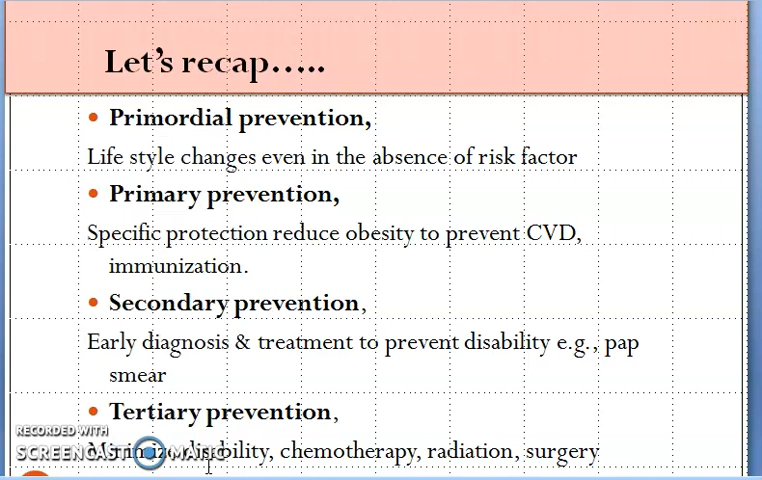 Let's recap.....
• Primordial prevention,
Life style changes even in the absence of risk factor
• Primary prevention,
Specific protection reduce obesity to prevent CVD,
immunization.
• Secondary prevention,
Early diagnosis & treatment to prevent disability e.g., pap
smear
• Tertiary prevention,
RECORDED WITH
Minimize disability, chemotherapy, radiation, surgery
SCREENCAST MATIC